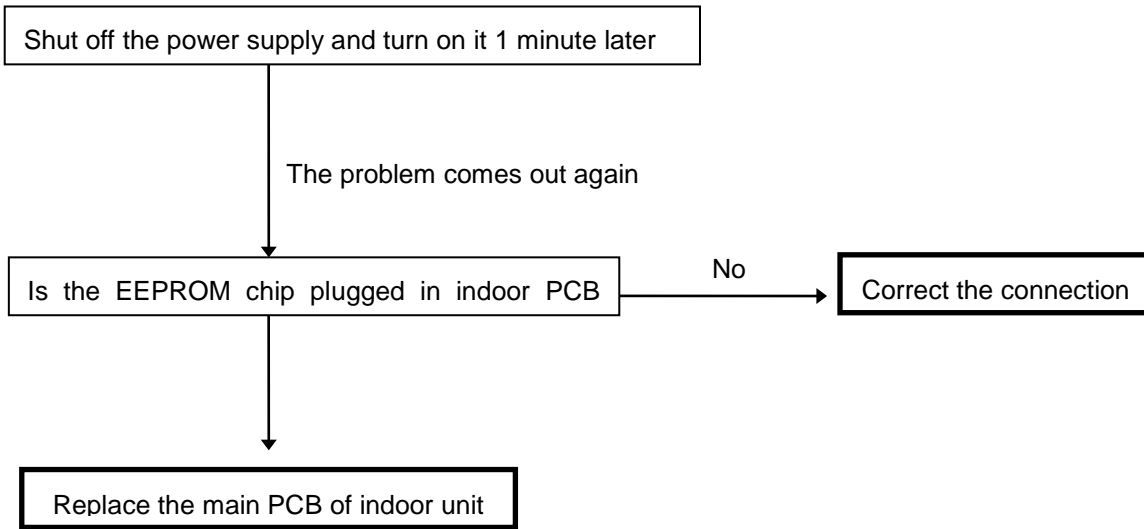 Shut off the power supply and turn on it 1 minute later
The problem comes out again
Is the EEPROM chip plugged in indoor PCB
No
Correct the connection
Replace the main PCB of indoor unit